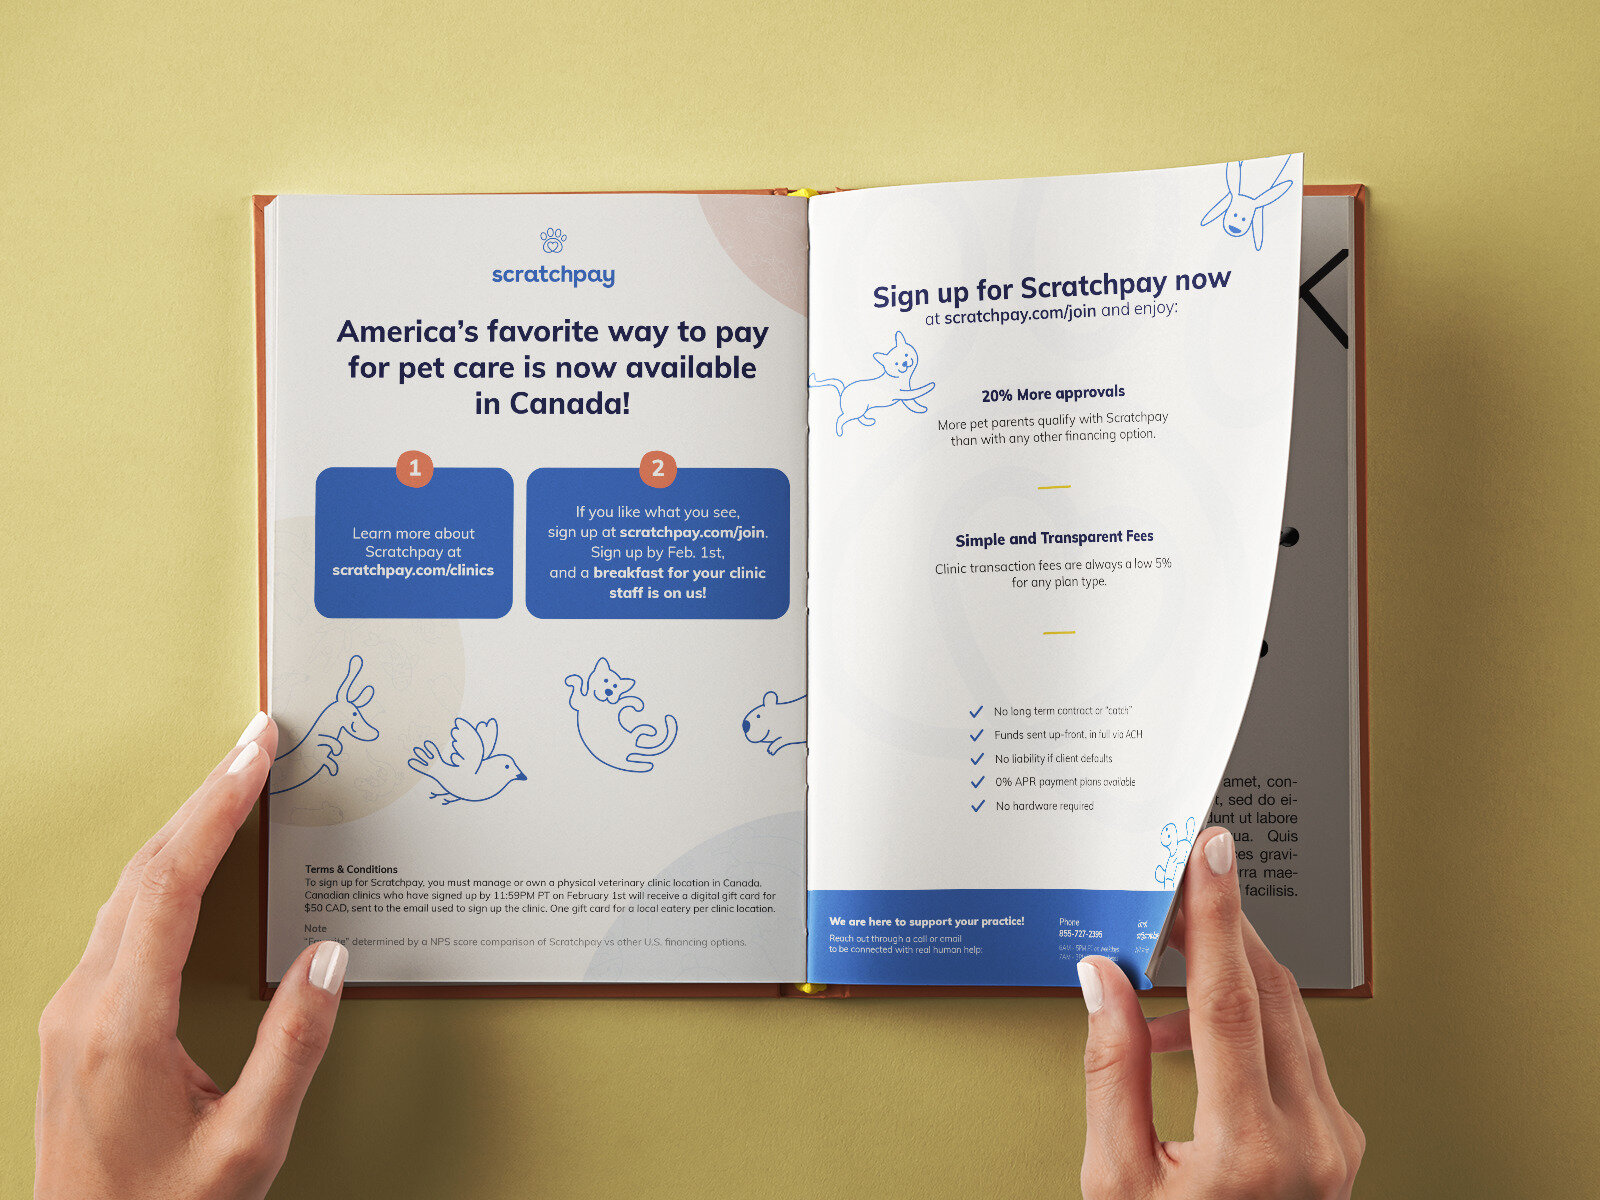 scratchpay
America's favorite way to pay
for pet care is now available
in Canada!
1
Learn more about
Scratchpay at
scratchpay.com/clinics
2
If you like what you see,
sign up at scratchpay.com/join.
Sign up by Feb. 1st,
and a breakfast for your clinic
staff is on us!
Terms & Conditions
To sign up for Scratchpay, you must manage or own a physical veterinary clinic location in Canada.
Canadian clinics who have signed up by 11:59PM PT on February 1st will receive a digital gift card for
$50 CAD, sent to the email used to sign up the clinic. One gift card for a local eatery per clinic location.
Note
"Favorite" determined by a NPS score comparison of Scratchpay vs other U.S. financing options.
Sign up for Scratchpay now
at scratchpay.com/join and enjoy:
20% More approvals
More pet parents qualify with Scratchpay
than with any other financing option.
Simple and Transparent Fees
Clinic transaction fees are always a low 5%
for any plan type.
No long term contract or "catch"
Funds sent up-front, in full via ACH
No liability if client defaults
0% APR payment plans available
No hardware required
We are here to support your practice!
Reach out through a call or email
to be connected with real human help:
Phone
855-727-2395
amet, con-
t, sed do ei-
dunt ut labore
ua. Quis
ces gravi-
rra mae-
facilisis.